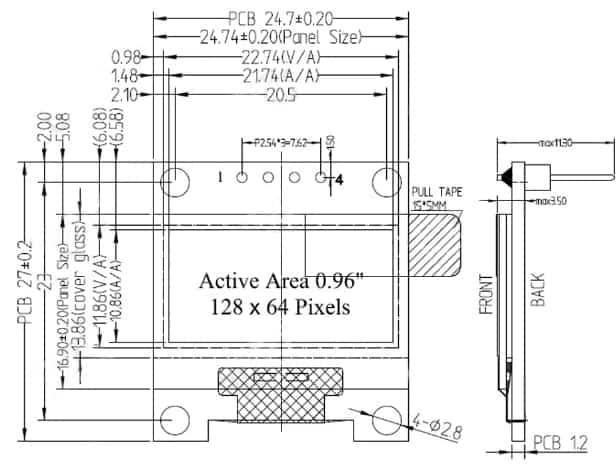 PCB 24.7±0.20
24.74±0.20(Panel Size)
0.98
22.74(V/A)
1.48
21.74(A/A)
2.10
20.5
2.00
5.08
(6.08)
(6.58)
P2.54*3=7.62
1.50
max11.30
1
4
PULL TAPE
15*5MM
max3.50
PCB 27±0.2
23
16.90±0.20(Panel Size)
13.86(cover glass)
11.86(V/A)
10.86(A/A)
Active Area 0.96"
128 x 64 Pixels
FRONT
BACK
4-Φ2.8
PCB 1.2